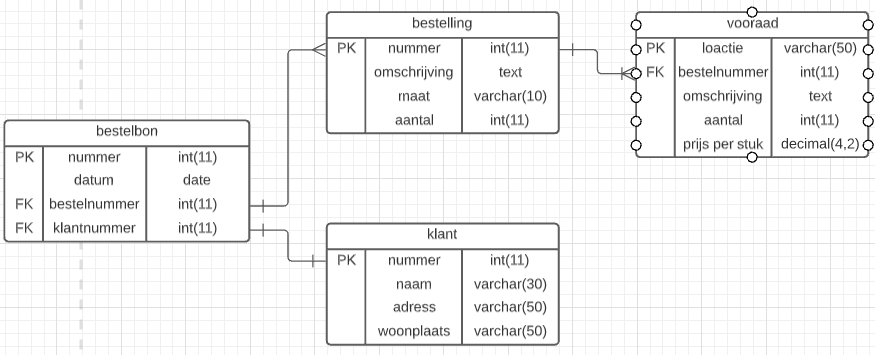 bestelling
PK nummer int(11)
omschrijving text
maat varchar(10)
aantal int(11)
vooraad
PK loactie varchar(50)
FK bestelnummer int(11)
omschrijving text
aantal int(11)
prijs per stuk decimal(4,2)
bestelbon
PK nummer int(11)
datum date
FK bestelnummer int(11)
FK klantnummer int(11)
klant
PK nummer int(11)
naam varchar(30)
adress varchar(50)
woonplaats varchar(50)